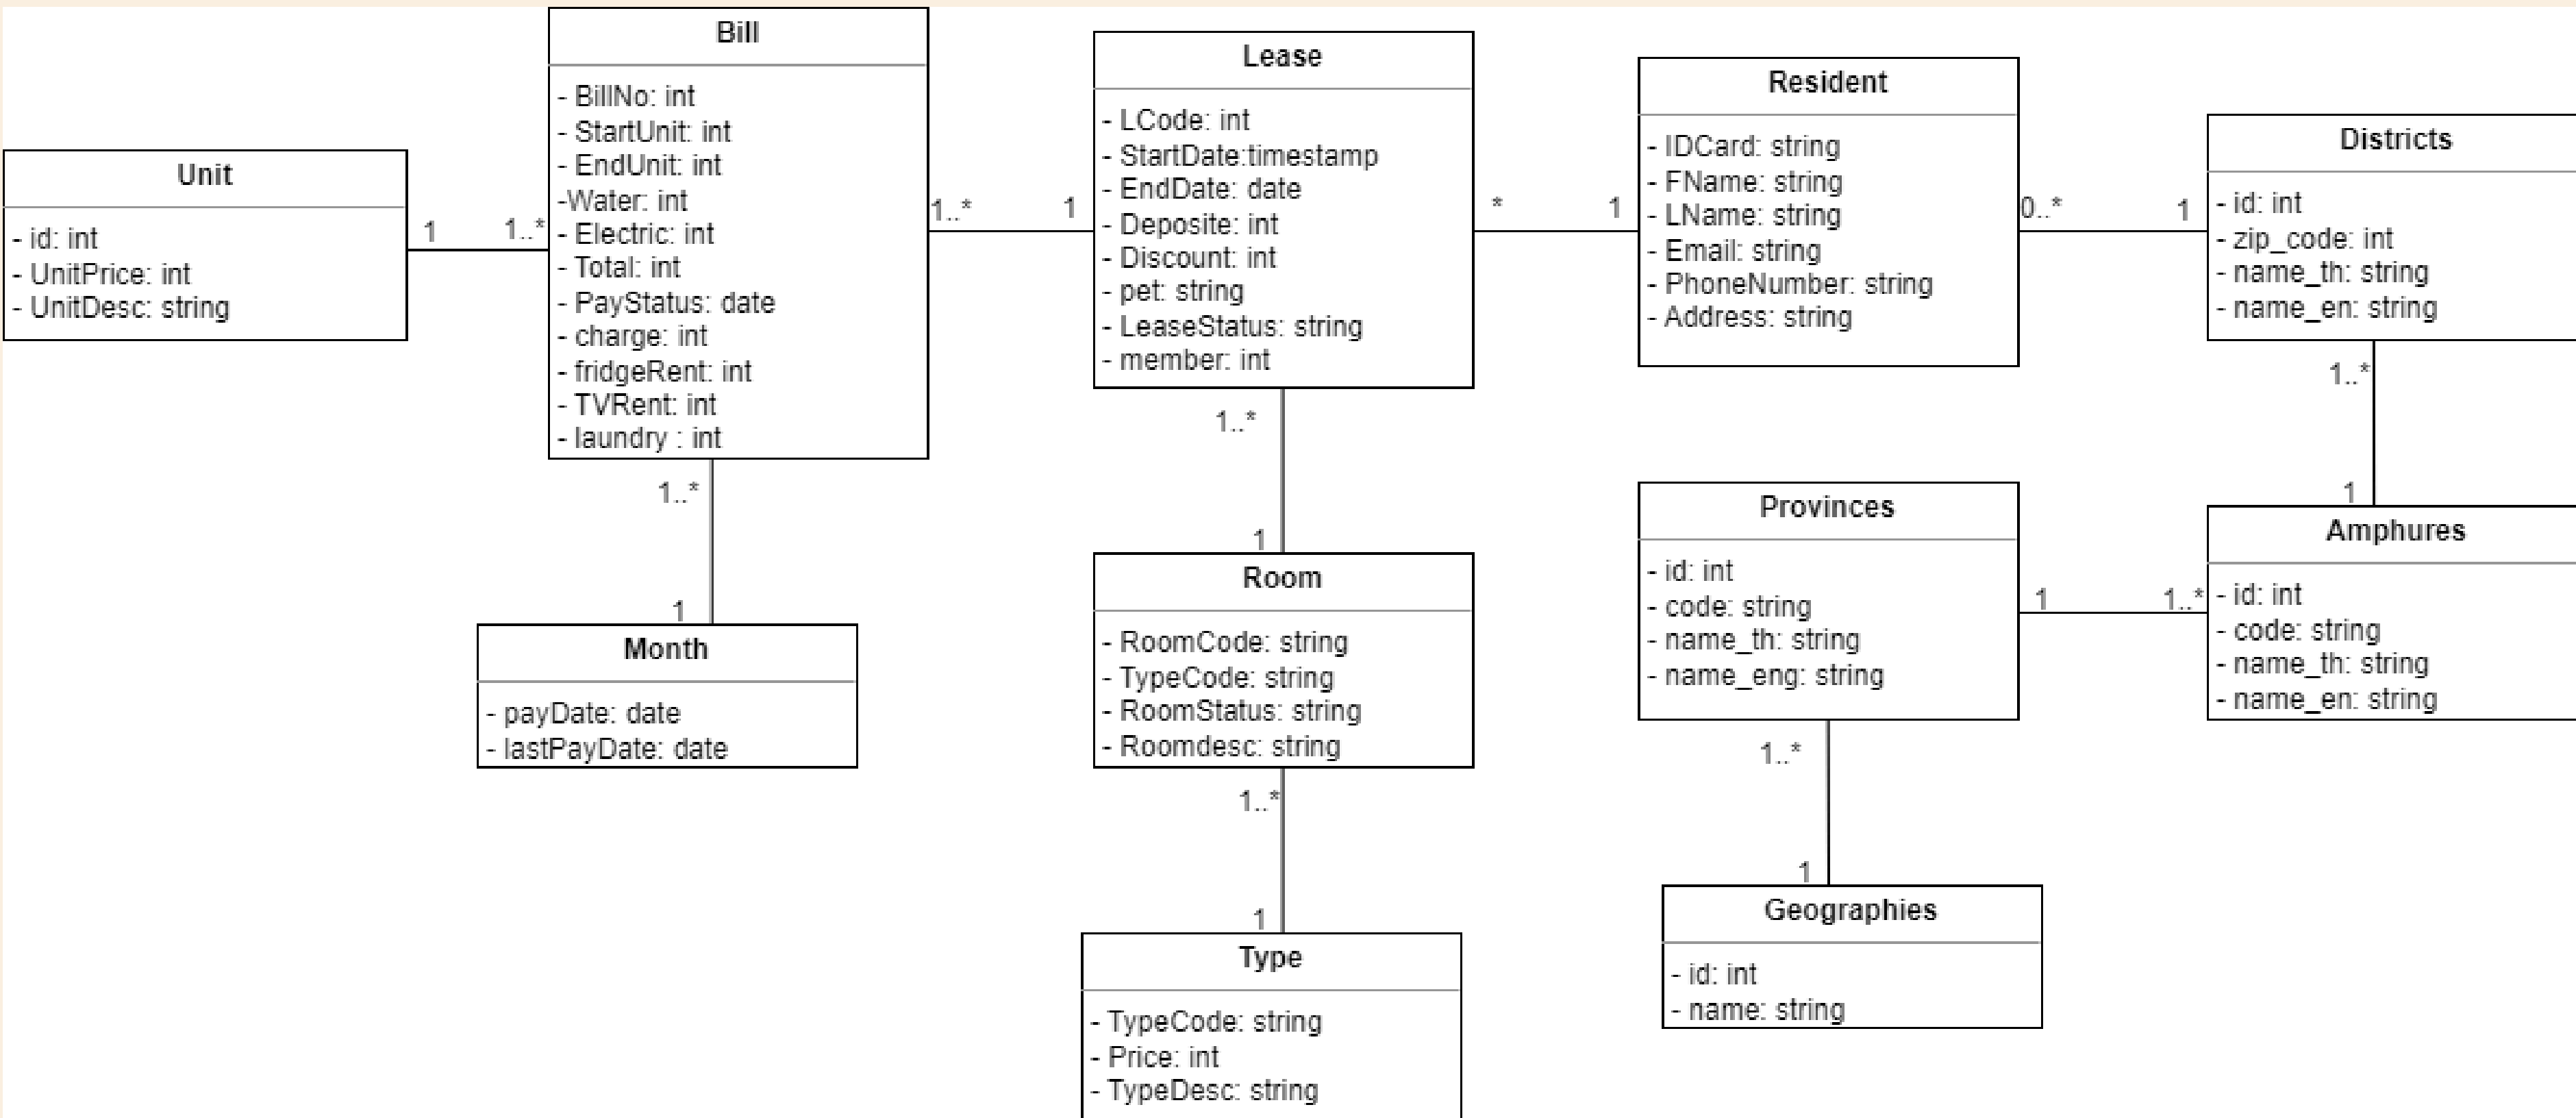 Bill
- BillNo: int
- StartUnit: int
- EndUnit: int
-Water: int
- Electric: int
- Total: int
- PayStatus: date
- charge: int
- fridgeRent: int
- TVRent: int
- laundry : int
Lease
- LCode: int
- StartDate:timestamp
- EndDate: date
- Deposite: int
- Discount: int
- pet: string
- LeaseStatus: string
- member: int
Resident
- IDCard: string
- FName: string
- LName: string
- Email: string
- PhoneNumber: string
- Address: string
Districts
- id: int
- zip_code: int
- name_th: string
- name_en: string
Unit
- id: int
- UnitPrice: int
- UnitDesc: string
1
1..*
1..*
1
*
1
0..*
1
1..*
1
1..*
1
1..*
1
Month
- payDate: date
- lastPayDate: date
Room
- RoomCode: string
- TypeCode: string
- RoomStatus: string
- Roomdesc: string
Provinces
- id: int
- code: string
- name_th: string
- name_eng: string
1
1..*
Amphures
- id: int
- code: string
- name_th: string
- name_en: string
1..*
1
1..*
1
Type
- TypeCode: string
- Price: int
- TypeDesc: string
Geographies
- id: int
- name: string